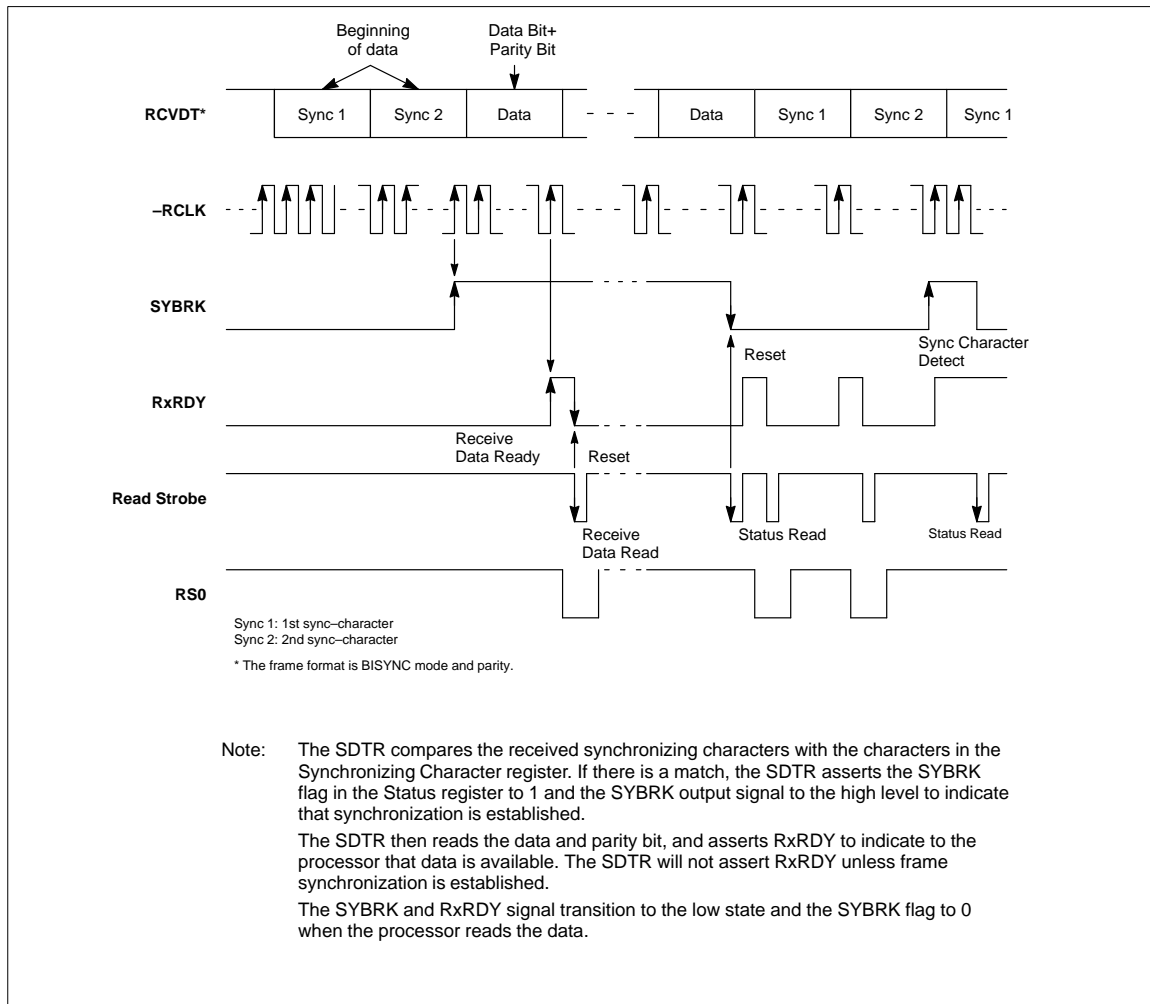 Beginning
of data
Data Bit+
Parity Bit
RCVDT*
Sync 1
Sync 2
Data
Data
Sync 1
Sync 2
Sync 1
–RCLK
SYBRK
Reset
Sync Character
Detect
RxRDY
Receive
Data Ready
Reset
Read Strobe
Receive
Data Read
Status Read
Status Read
RS0
Sync 1: 1st sync–character
Sync 2: 2nd sync–character
* The frame format is BISYNC mode and parity.
Note: The SDTR compares the received synchronizing characters with the characters in the
Synchronizing Character register. If there is a match, the SDTR asserts the SYBRK
flag in the Status register to 1 and the SYBRK output signal to the high level to indicate
that synchronization is established.
The SDTR then reads the data and parity bit, and asserts RxRDY to indicate to the
processor that data is available. The SDTR will not assert RxRDY unless frame
synchronization is established.
The SYBRK and RxRDY signal transition to the low state and the SYBRK flag to 0
when the processor reads the data.